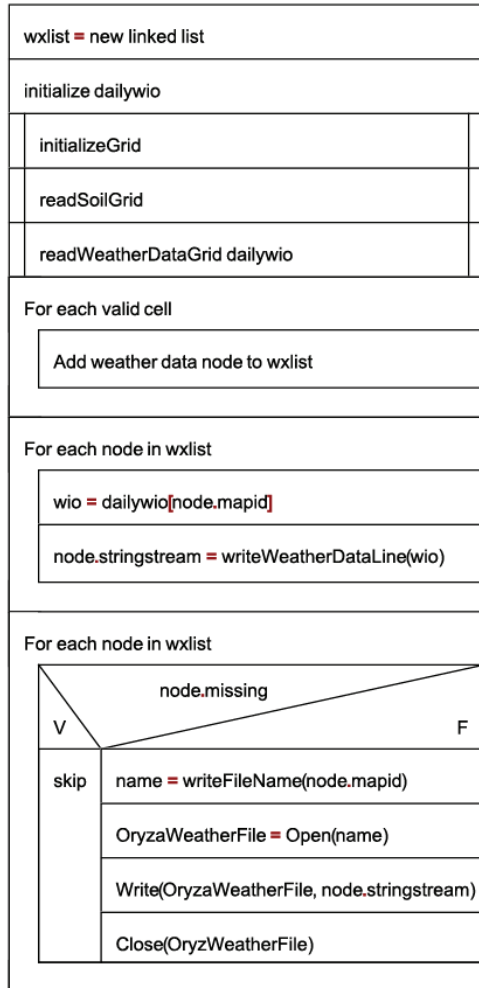 wxlist = new linked list
initialize dailywio
initializeGrid
readSoilGrid
readWeatherDataGrid dailywio
For each valid cell
Add weather data node to wxlist
For each node in wxlist
wio = dailywio[node.mapid]
node.stringstream = writeWeatherDataLine(wio)
For each node in wxlist
node.missing
V F
skip name = writeFileName(node.mapid)
OryzaWeatherFile = Open(name)
Write(OryzaWeatherFile, node.stringstream)
Close(OryzWeatherFile)